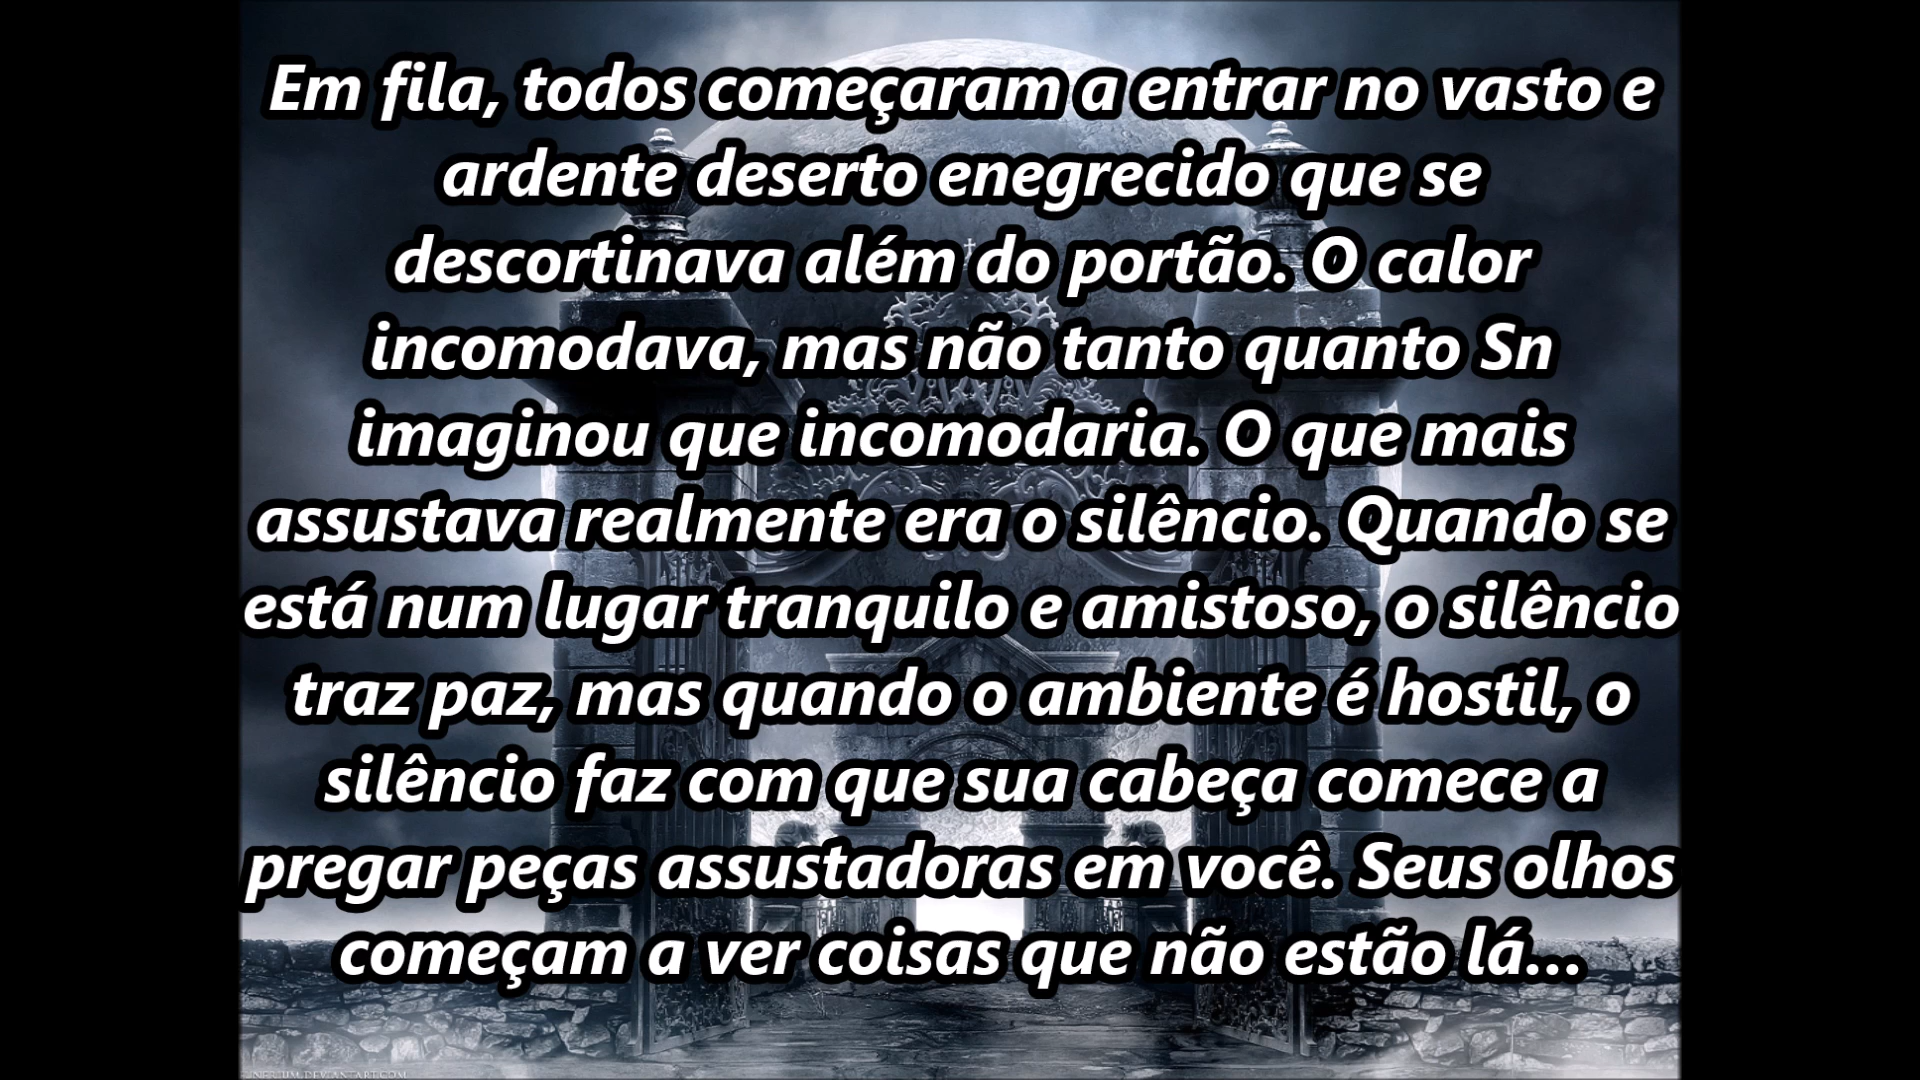 Em fila, todos começaram a entrar no vasto e
ardente deserto enegrecido que se
descortinava além do portão. O calor
incomodava, mas não tanto quanto Sn
imaginou que incomodaria. O que mais
assustava realmente era o silêncio. Quando se
está num lugar tranquilo e amistoso, o silêncio
traz paz, mas quando o ambiente é hostil, o
silêncio faz com que sua cabeça comece a
pregar peças assustadoras em você. Seus olhos
começam a ver coisas que não estão lá...